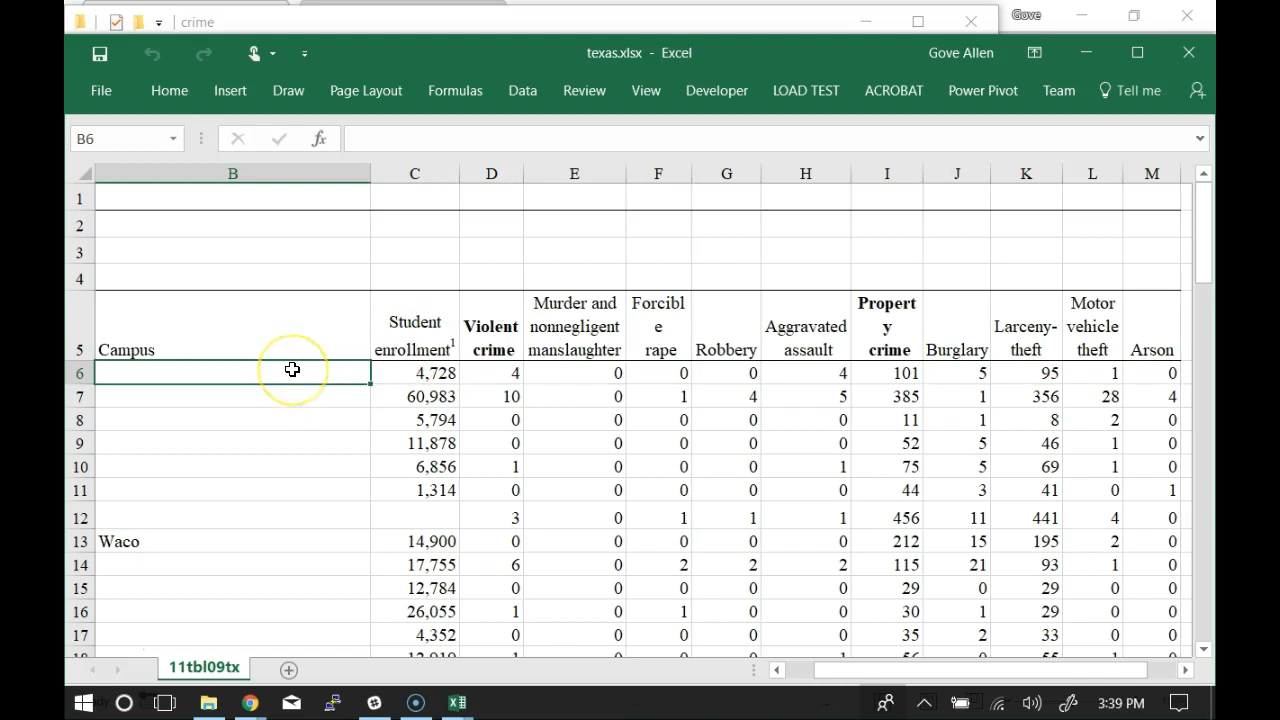 crime
Gove
texas.xlsx - Excel
Gove Allen
File Home Insert Draw Page Layout Formulas Data Review View Developer LOAD TEST ACROBAT Power Pivot Team Tell me
B6 fx
B C D E F G H I J K L M
1
2
3
4
5 Campus Student enrollment1 Violent crime Murder and nonnegligent manslaughter Forcibl e rape Robbery Aggravated assault Propert y crime Burglary Larceny- theft Motor vehicle theft Arson
6 4,728 4 0 0 0 4 101 5 95 1 0
7 60,983 10 0 1 4 5 385 1 356 28 4
8 5,794 0 0 0 0 0 11 1 8 2 0
9 11,878 0 0 0 0 0 52 5 46 1 0
10 6,856 1 0 0 0 1 75 5 69 1 0
11 1,314 0 0 0 0 0 44 3 41 0 1
12 3 0 1 1 1 456 11 441 4 0
13 Waco 14,900 0 0 0 0 0 212 15 195 2 0
14 17,755 6 0 2 2 2 115 21 93 1 0
15 12,784 0 0 0 0 0 29 0 29 0 0
16 26,055 1 0 1 0 0 30 1 29 0 0
17 4,352 0 0 0 0 0 35 2 33 0 0
11tbl09tx
3:39 PM